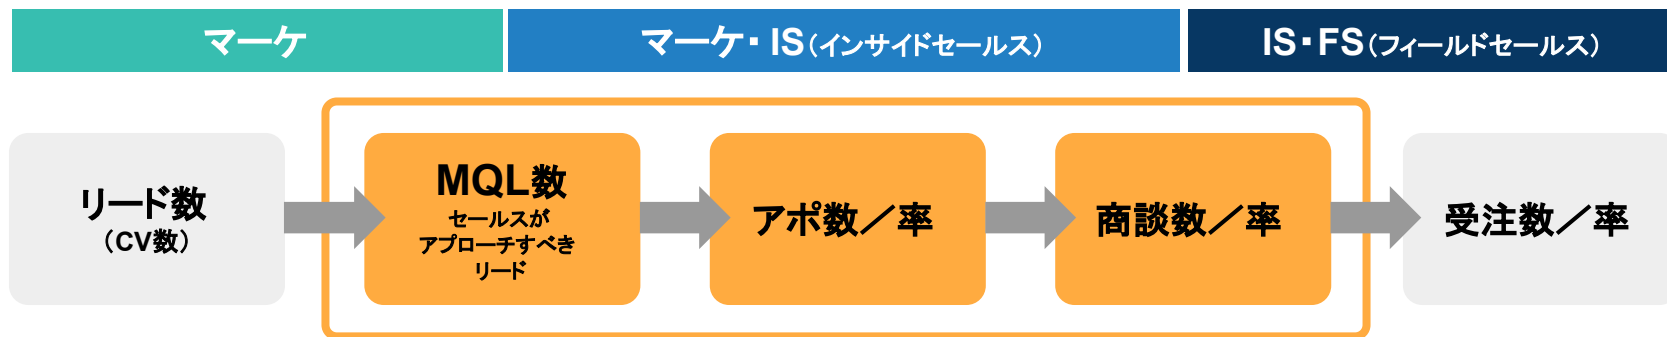 マーケ
マーケ・IS（インサイドセールス）
IS・FS（フィールドセールス）
リード数
（CV数）
MQL数
セールスが
アプローチすべき
リード
アポ数／率
商談数／率
受注数／率